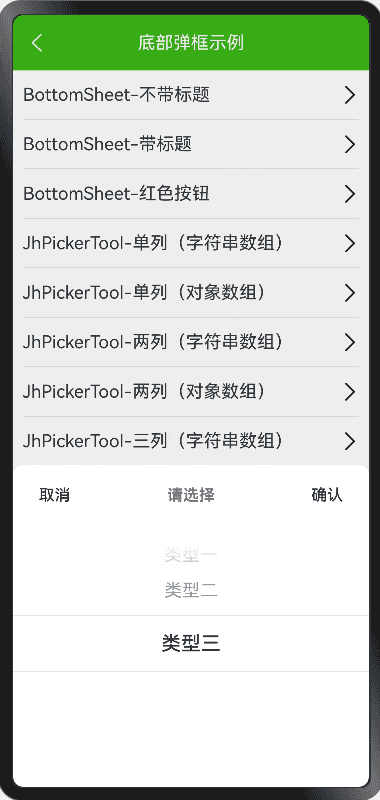 底部弹框示例
BottomSheet-不带标题
BottomSheet-带标题
BottomSheet-红色按钮
JhPickerTool-单列（字符串数组）
JhPickerTool-单列（对象数组）
JhPickerTool-两列（字符串数组）
JhPickerTool-两列（对象数组）
JhPickerTool-三列（字符串数组）
取消 请选择 确认
类型一
类型二
类型三